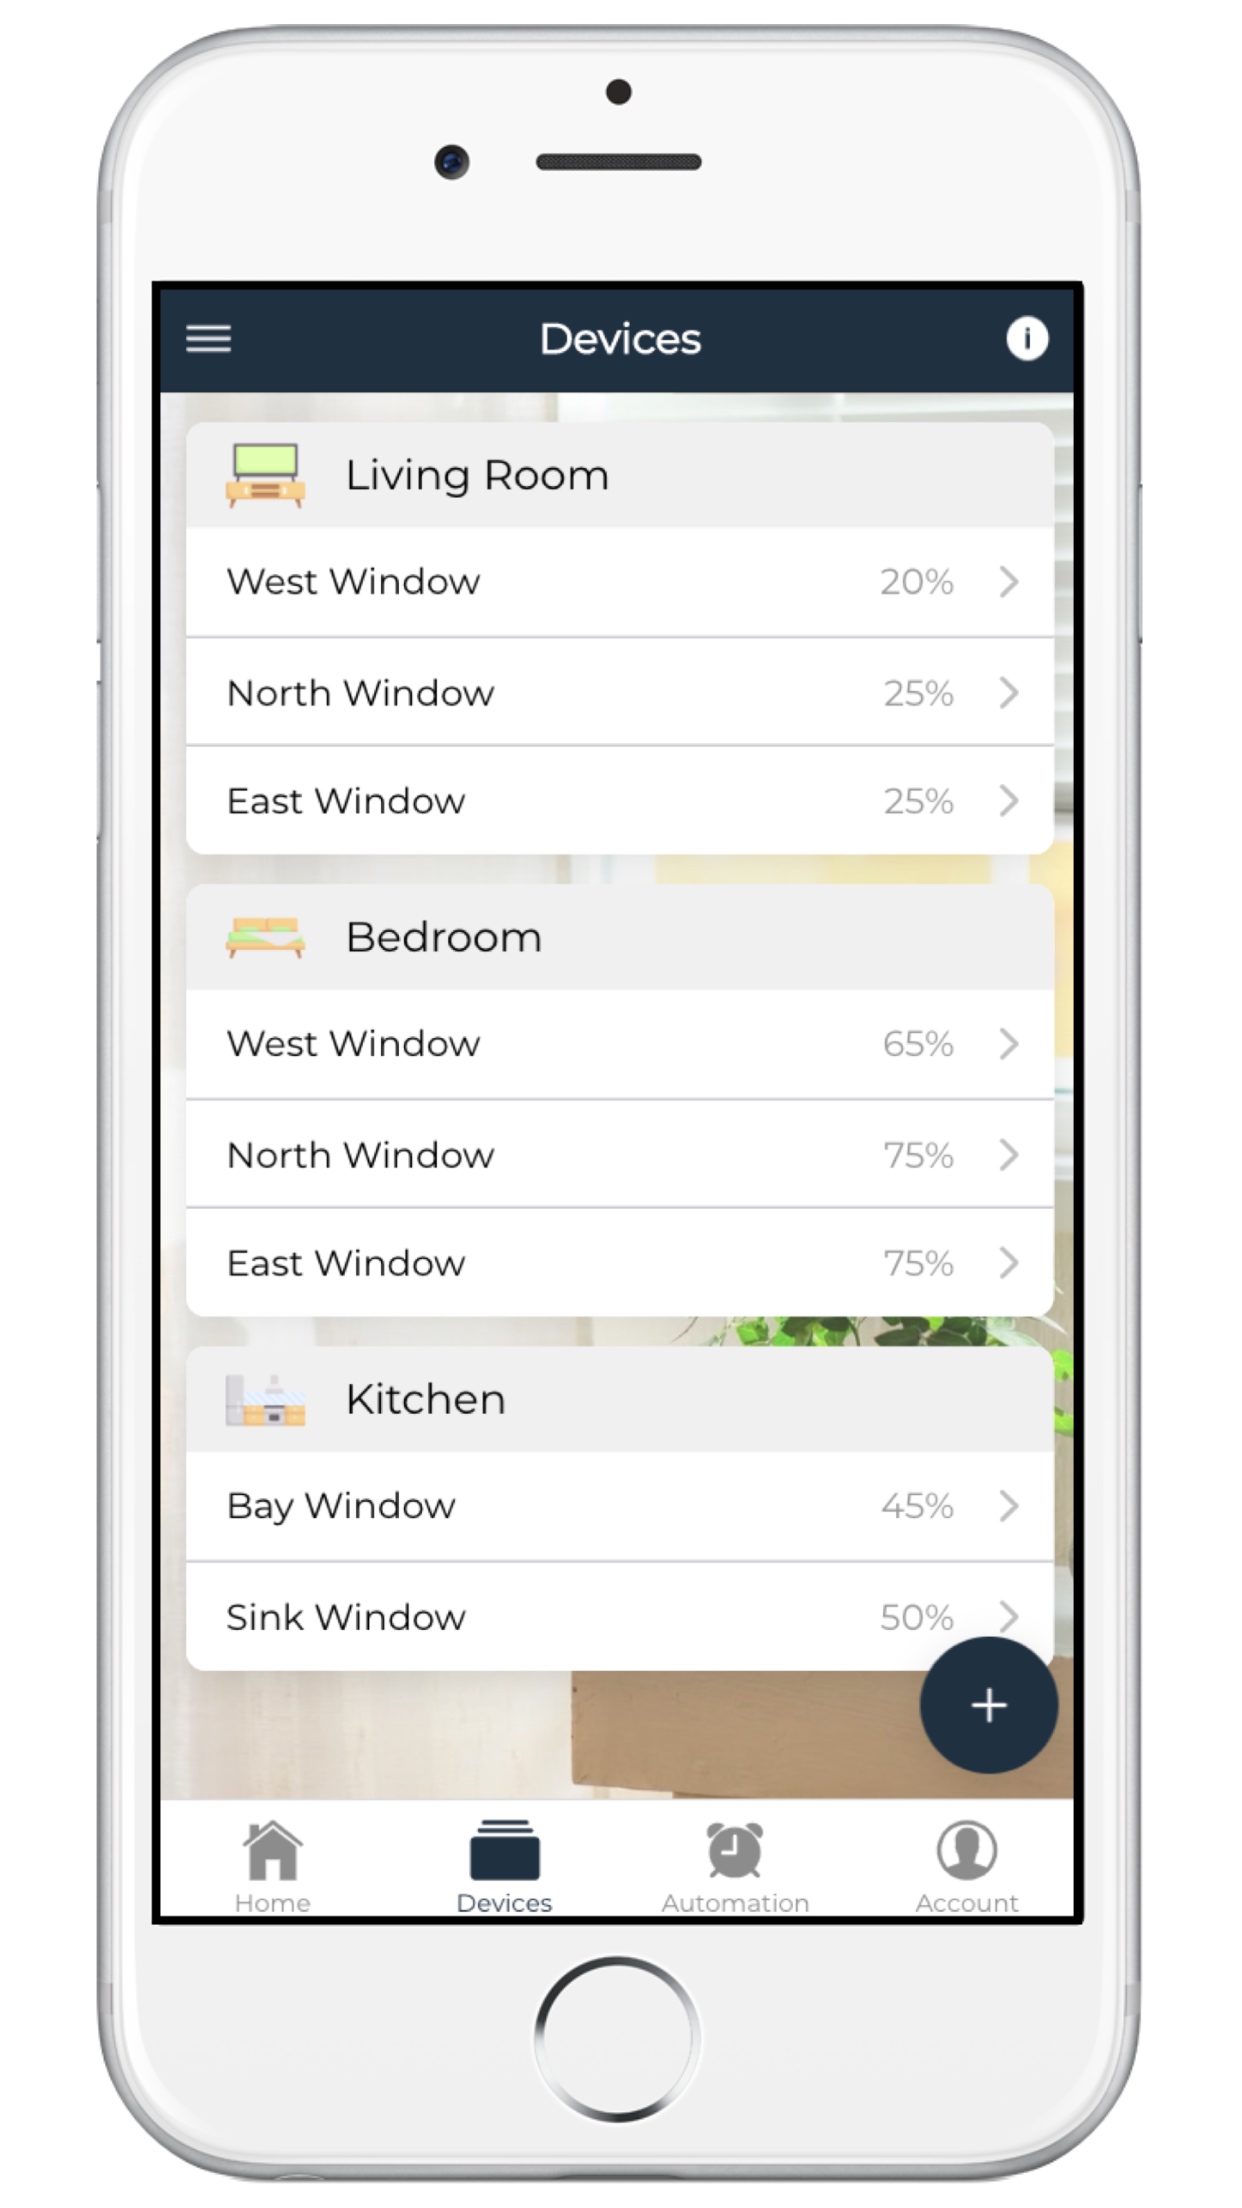 Devices
i
Living Room
West Window 20%
North Window 25%
East Window 25%
Bedroom
West Window 65%
North Window 75%
East Window 75%
Kitchen
Bay Window 45%
Sink Window 50%
+
Home Devices Automation Account